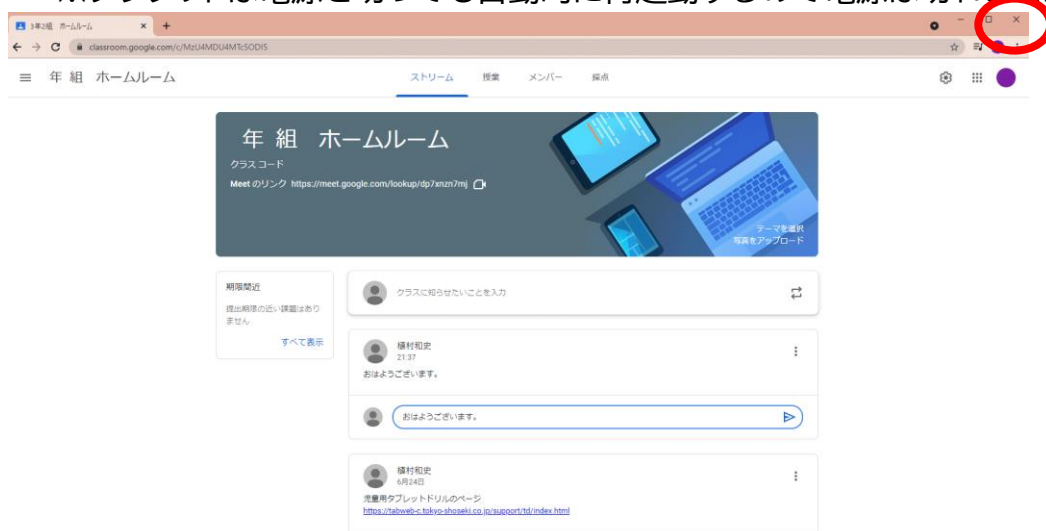 3年2組 ホームルーム
classroom.google.com/c/MzU4MDU4MTc5ODI5
年 組 ホームルーム
ストリーム 授業 メンバー 採点
年 組 ホームルーム
クラス コード
Meet のリンク https://meet.google.com/lookup/dp7xnzn7mj
テーマを選択
写真をアップロード
期限間近
提出期限の近い課題はあり
ません
すべて表示
クラスに知らせたいことを入力
植村和史
21:37
おはようございます。
おはようございます。
植村和史
6月24日
児童用タブレットドリルのページ
https://tabweb-c.tokyo-shoseki.co.jp/support/td/index.html